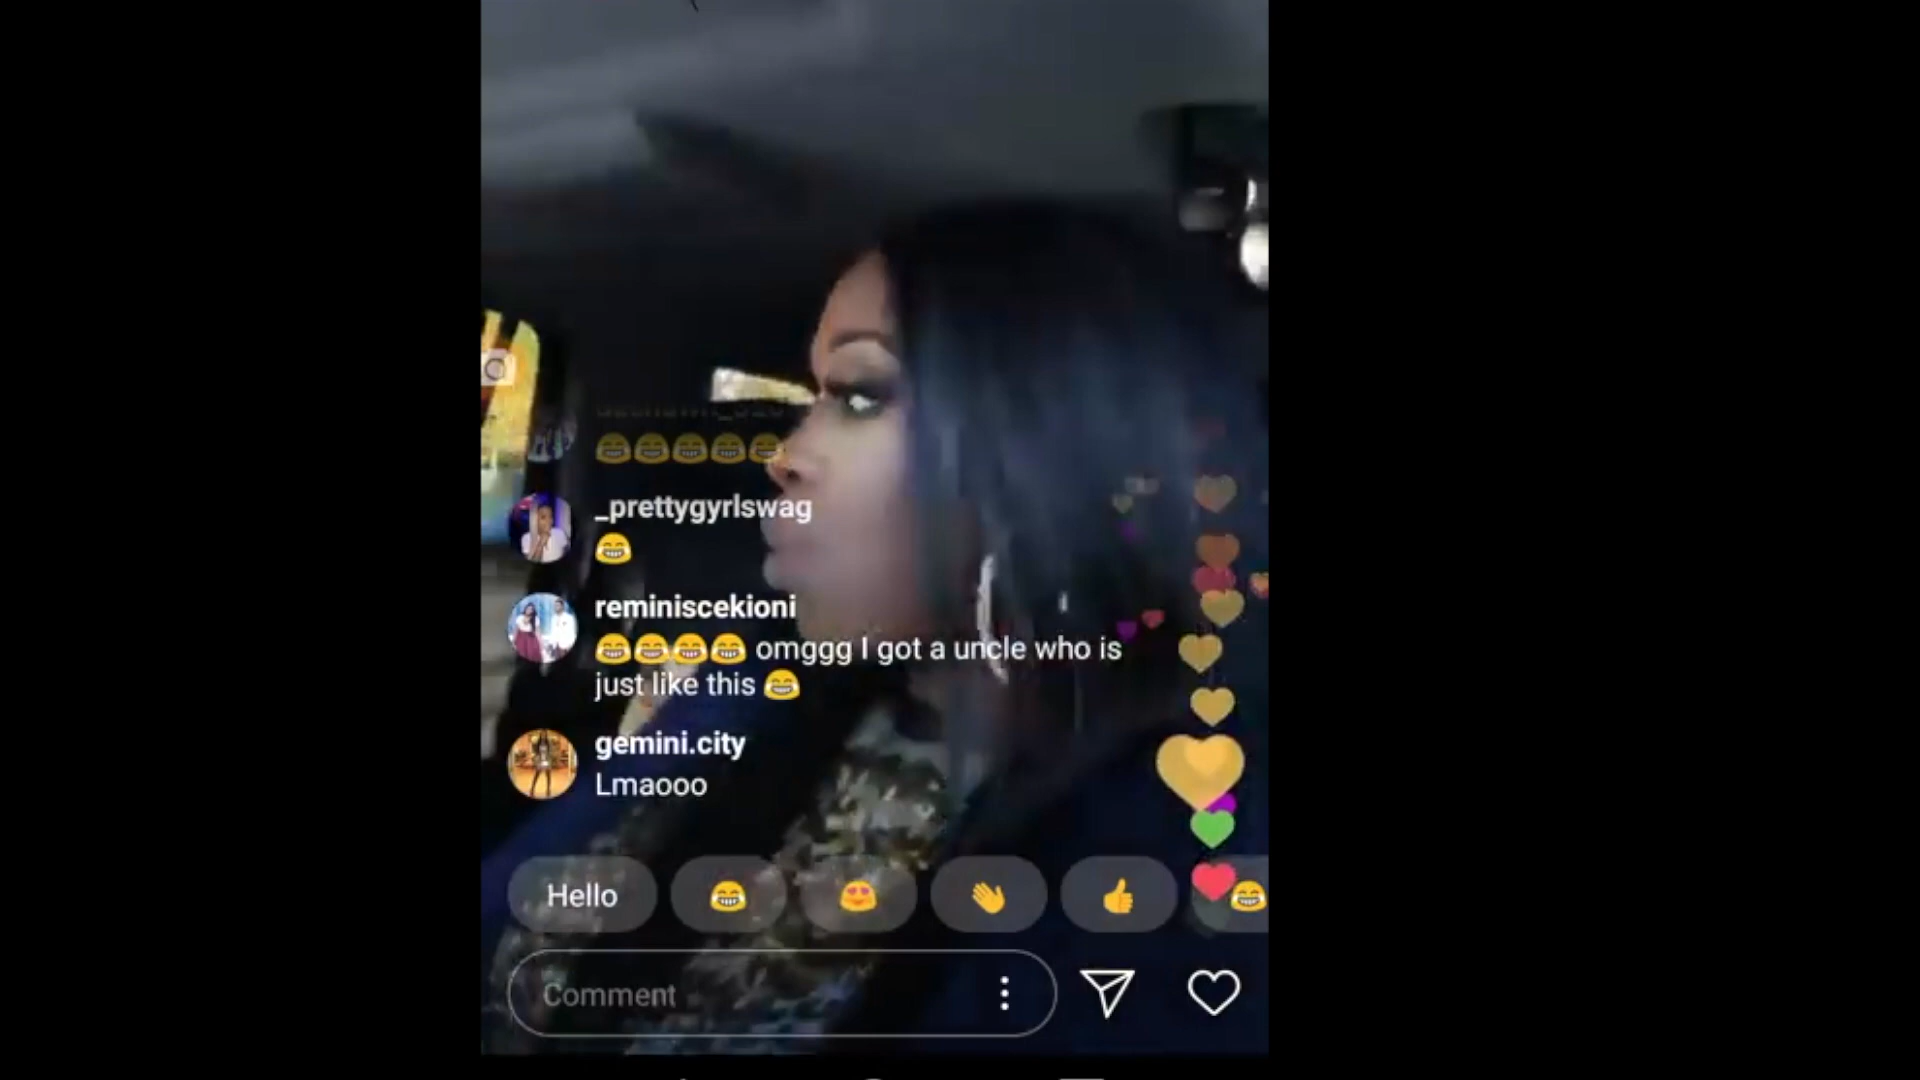 😂😂😂😂😂
_prettygyrlswag
😂
reminiscekioni
😂😂😂😂 omggg I got a uncle who is
just like this 😂
gemini.city
Lmaooo
Hello 😂 😍 👋 👍 😂
Comment